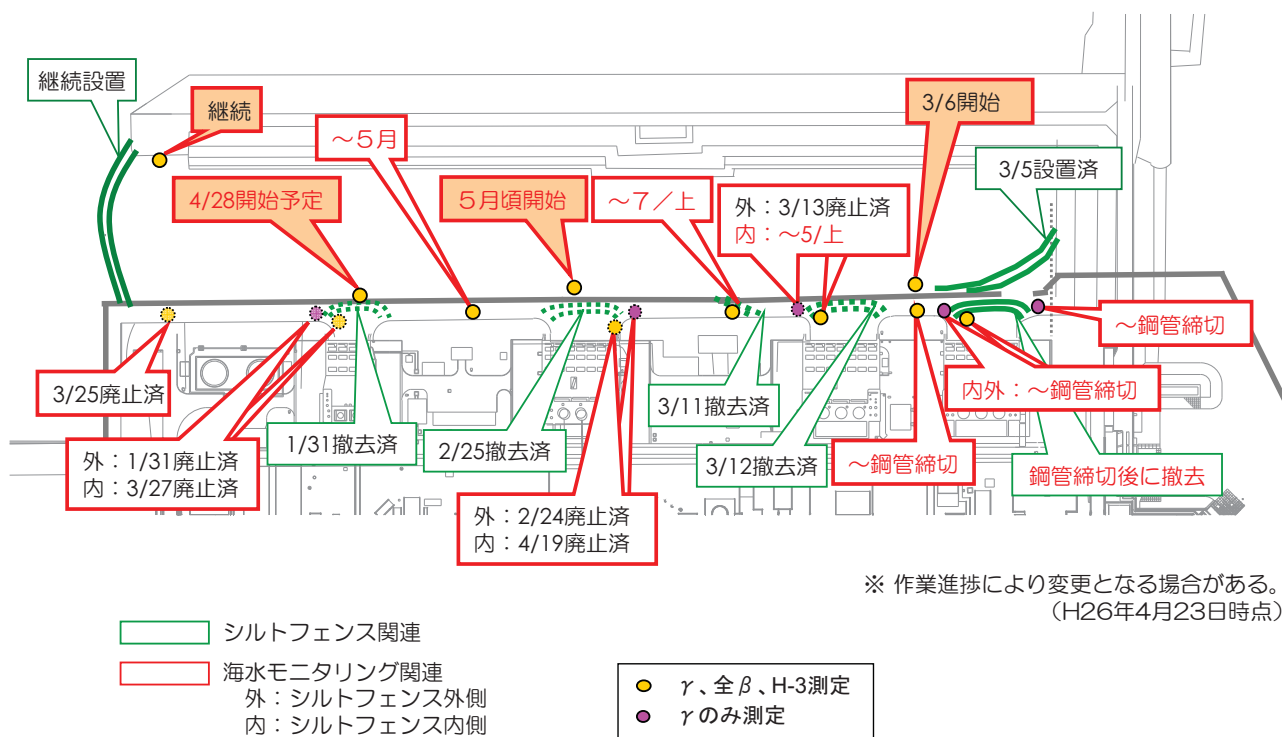 継続設置
継続
～５月
3/6開始
3/5設置済
4/28開始予定
５月頃開始
～７／上
外：3/13廃止済
内：～5/上
～鋼管締切
3/25廃止済
内外：～鋼管締切
外：1/31廃止済
内：3/27廃止済
1/31撤去済
2/25撤去済
3/11撤去済
3/12撤去済
～鋼管締切
鋼管締切後に撤去
外：2/24廃止済
内：4/19廃止済
※ 作業進捗により変更となる場合がある。
（H26年4月23日時点）
シルトフェンス関連
海水モニタリング関連
外：シルトフェンス外側
内：シルトフェンス内側
γ、全β、H-3測定
γのみ測定